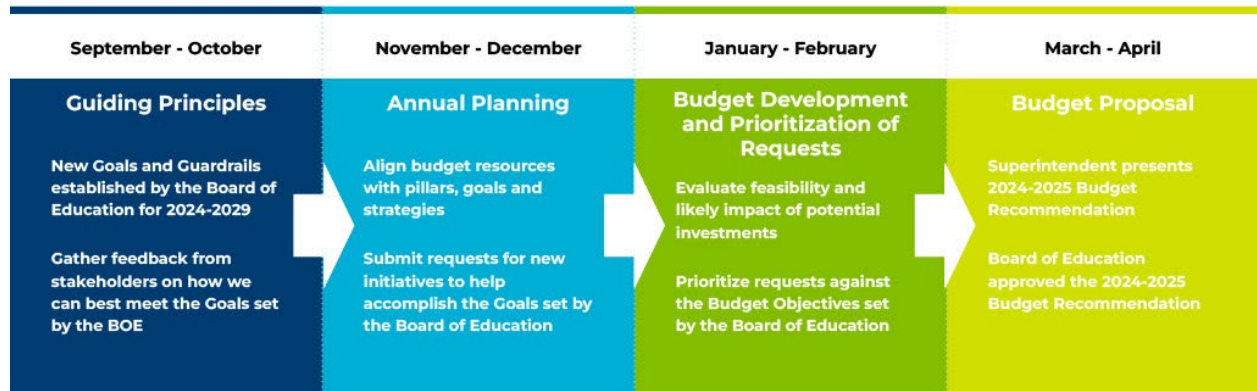 September - October
Guiding Principles
New Goals and Guardrails
established by the Board of
Education for 2024-2029
Gather feedback from
stakeholders on how we
can best meet the Goals set
by the BOE
November - December
Annual Planning
Align budget resources
with pillars, goals and
strategies
Submit requests for new
initiatives to help
accomplish the Goals set by
the Board of Education
January - February
Budget Development
and Prioritization of
Requests
Evaluate feasibility and
likely impact of potential
investments
Prioritize requests against
the Budget Objectives set
by the Board of Education
March - April
Budget Proposal
Superintendent presents
2024-2025 Budget
Recommendation
Board of Education
approved the 2024-2025
Budget Recommendation